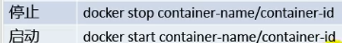 停止 docker stop container-name/container-id
启动 docker start container-name/container-id